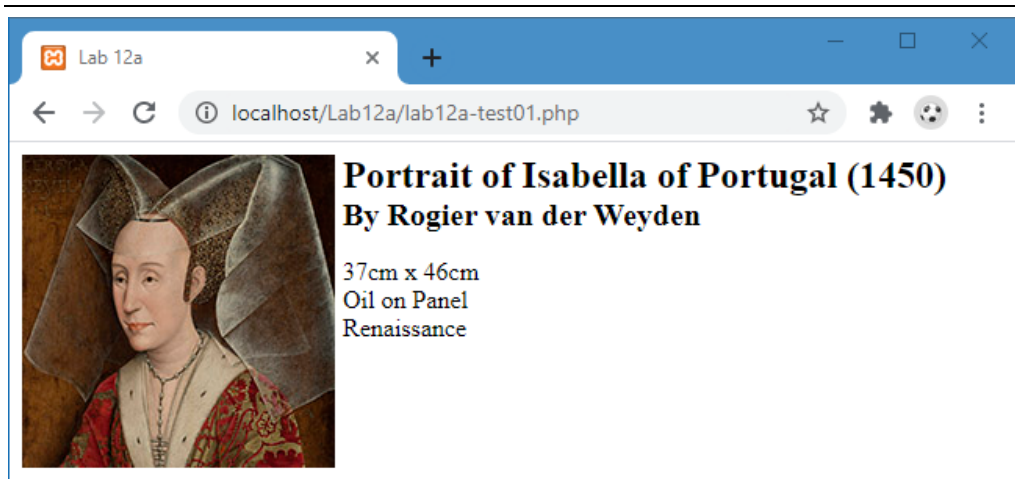 Lab 12a
localhost/Lab12a/lab12a-test01.php
Portrait of Isabella of Portugal (1450)
By Rogier van der Weyden
37cm x 46cm
Oil on Panel
Renaissance